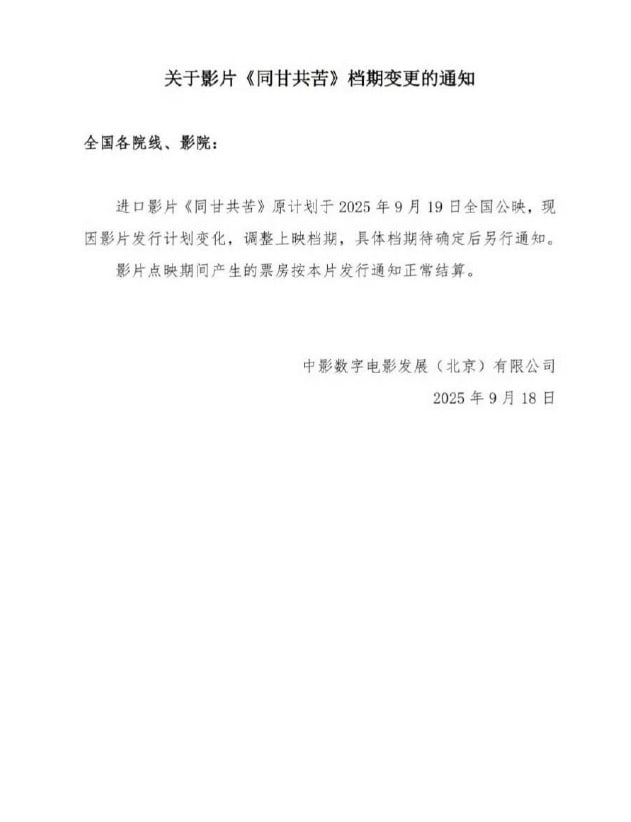 关于影片《同甘共苦》档期变更的通知
全国各院线、影院：
进口影片《同甘共苦》原计划于 2025 年 9 月 19 日全国公映，现
因影片发行计划变化，调整上映档期，具体档期待确定后另行通知。
影片点映期间产生的票房按本片发行通知正常结算。
中影数字电影发展（北京）有限公司
2025 年 9 月 18 日